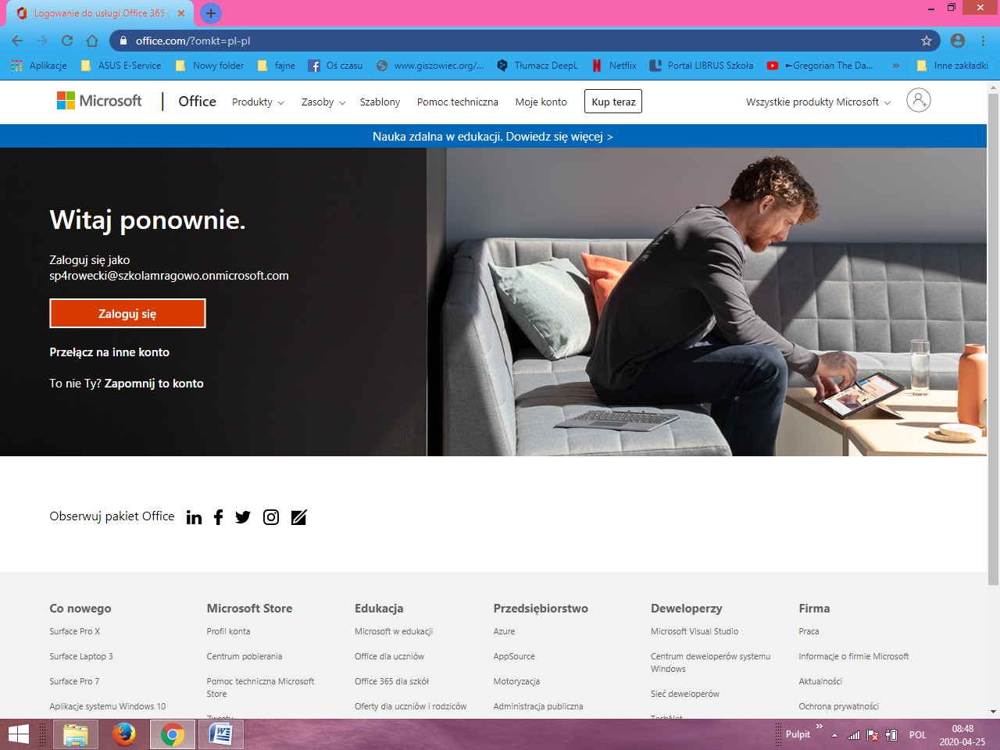 Logowanie do usługi Office 365
office.com/?omkt=pl-pl
Aplikacje ASUS E-Service Nowy folder fajne Oś czasu www.giszowiec.org/... Tłumacz DeepL Netflix Portal LIBRUS Szkoła ➳Gregorian The Da... » Inne zakładki
Microsoft Office Produkty Zasoby Szablony Pomoc techniczna Moje konto Kup teraz Wszystkie produkty Microsoft
Nauka zdalna w edukacji. Dowiedz się więcej >
Witaj ponownie.
Zaloguj się jako
sp4rowecki@szkolamragowo.onmicrosoft.com
Zaloguj się
Przełącz na inne konto
To nie Ty? Zapomnij to konto
Obserwuj pakiet Office
Co nowego
Surface Pro X
Surface Laptop 3
Surface Pro 7
Aplikacje systemu Windows 10
Microsoft Store
Profil konta
Centrum pobierania
Pomoc techniczna Microsoft
Store
Zwroty
Edukacja
Microsoft w edukacji
Office dla uczniów
Office 365 dla szkół
Oferty dla uczniów i rodziców
Przedsiębiorstwo
Azure
AppSource
Motoryzacja
Administracja publiczna
Deweloperzy
Microsoft Visual Studio
Centrum deweloperów systemu
Windows
Sieć deweloperów
TechNet
Firma
Praca
Informacje o firmie Microsoft
Aktualności
Ochrona prywatności
Pulpit » POL
08:48
2020-04-25